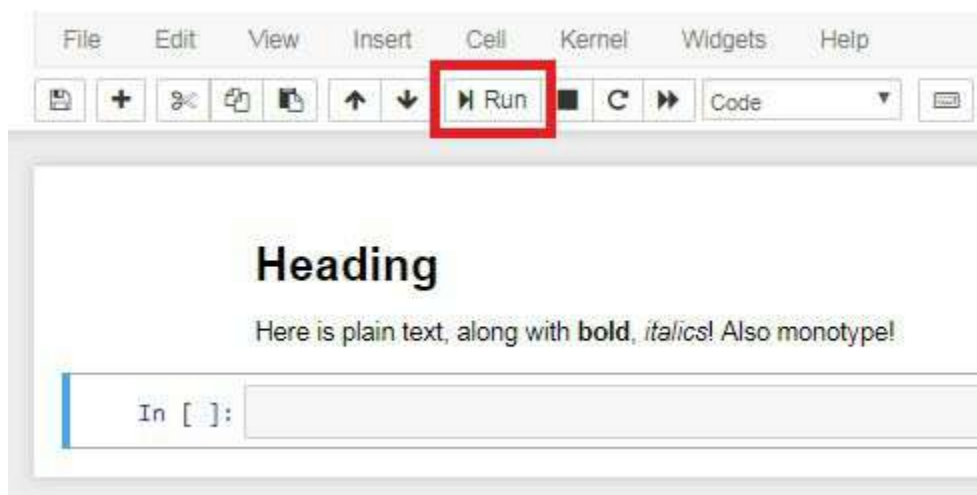 File Edit View Insert Cell Kernel Widgets Help
Run Code
Heading
Here is plain text, along with bold, italics! Also monotype!
In [ ]: